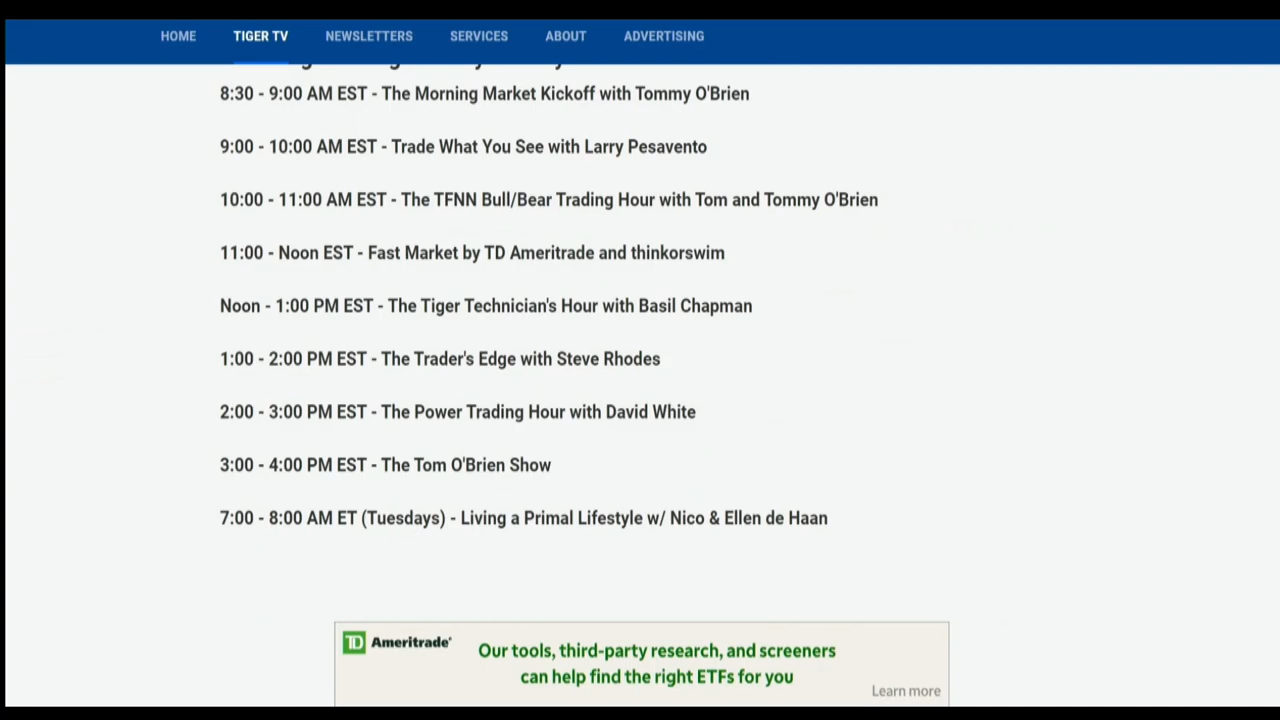 HOME TIGER TV NEWSLETTERS SERVICES ABOUT ADVERTISING
8:30 - 9:00 AM EST - The Morning Market Kickoff with Tommy O'Brien
9:00 - 10:00 AM EST - Trade What You See with Larry Pesavento
10:00 - 11:00 AM EST - The TFNN Bull/Bear Trading Hour with Tom and Tommy O'Brien
11:00 - Noon EST - Fast Market by TD Ameritrade and thinkorswim
Noon - 1:00 PM EST - The Tiger Technician's Hour with Basil Chapman
1:00 - 2:00 PM EST - The Trader's Edge with Steve Rhodes
2:00 - 3:00 PM EST - The Power Trading Hour with David White
3:00 - 4:00 PM EST - The Tom O'Brien Show
7:00 - 8:00 AM ET (Tuesdays) - Living a Primal Lifestyle w/ Nico & Ellen de Haan
TD Ameritrade
Our tools, third-party research, and screeners
can help find the right ETFs for you
Learn more